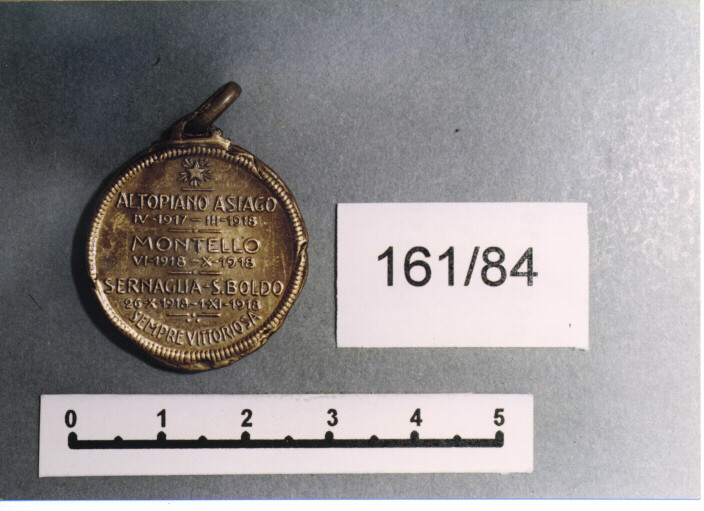 ALTOPIANO ASIAGO
IV-1917-III-1918
MONTELLO
VI-1918-X-1918
SERNAGLIA-S.BOLDO
26-X-1918-1-XI-1918
SEMPRE VITTORIOSA
161/84
0 1 2 3 4 5